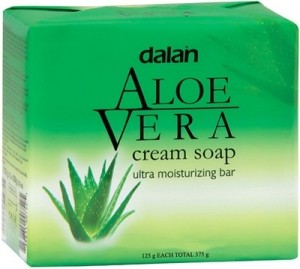 dalan
ALOE
VERA
cream soap
ultra moisturizing bar
125 g EACH TOTAL 375 g